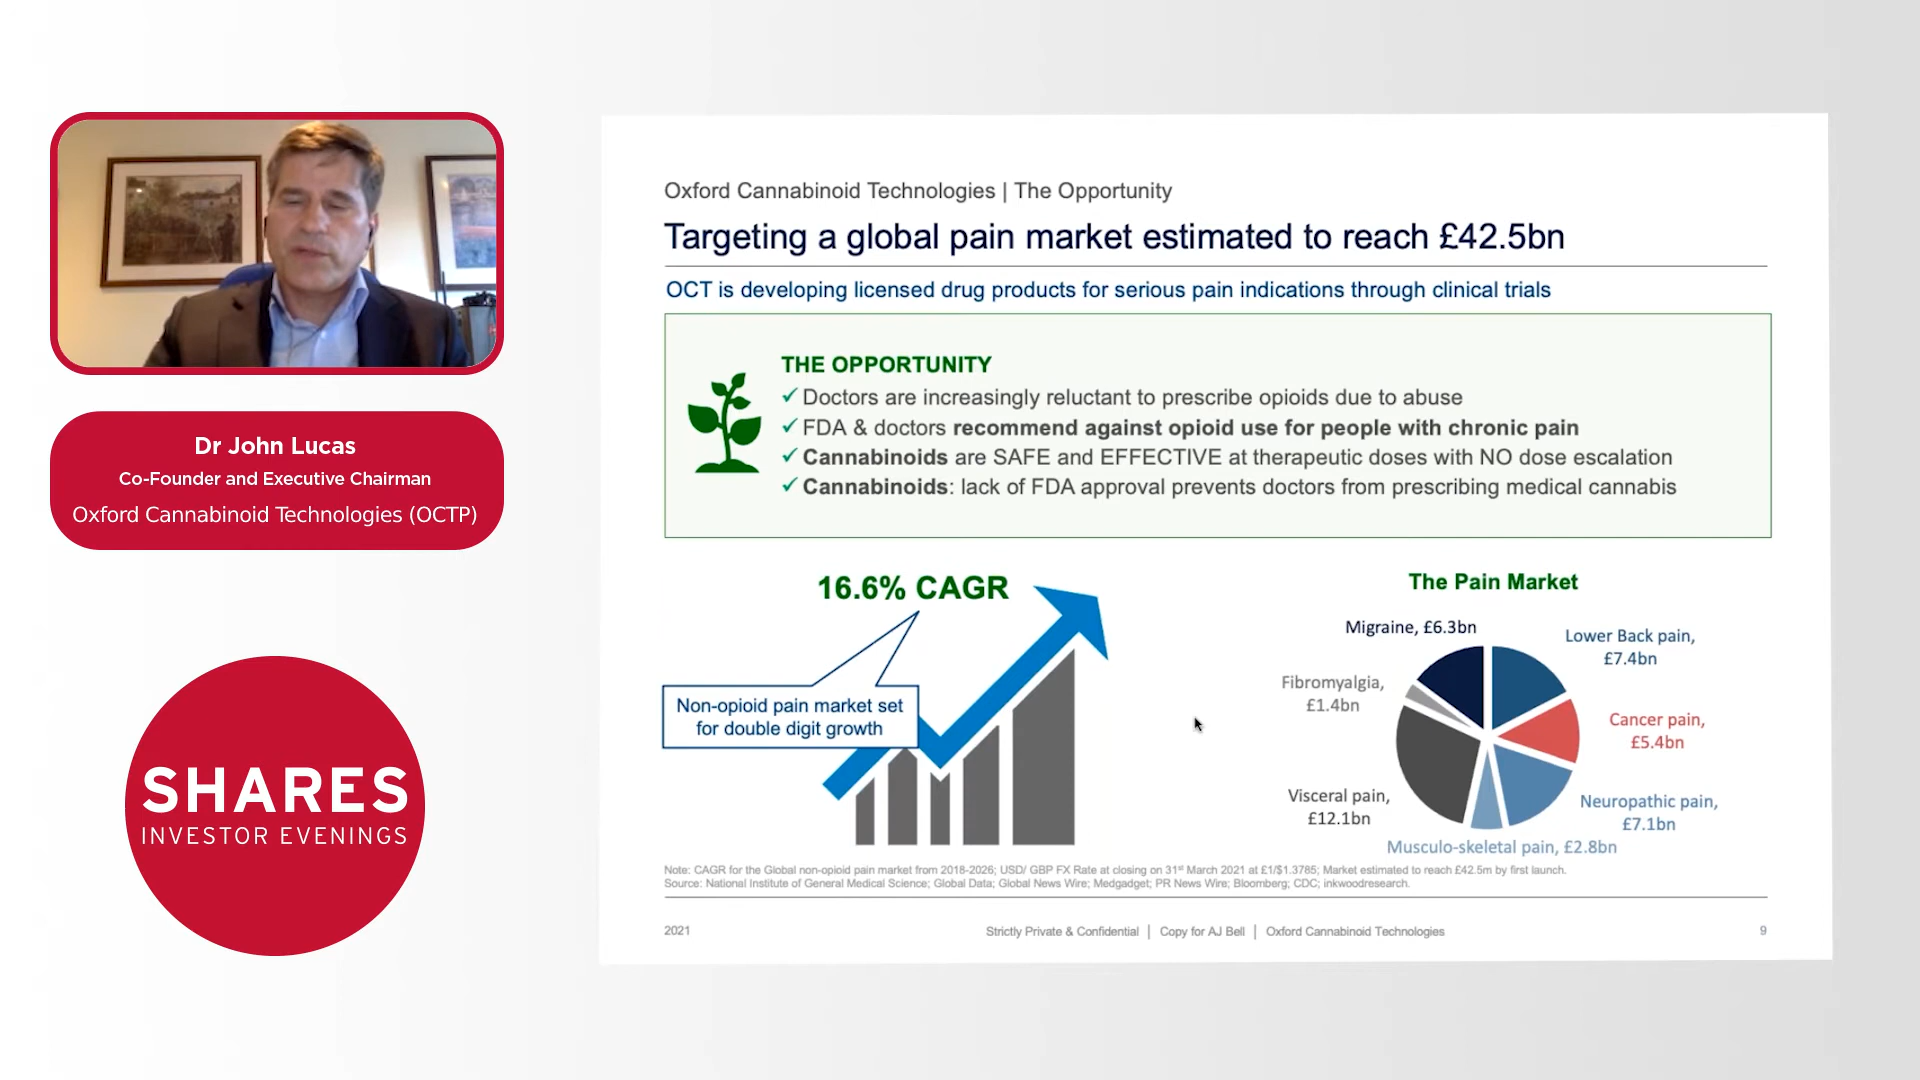 Dr John Lucas
Co-Founder and Executive Chairman
Oxford Cannabinoid Technologies (OCTP)
SHARES
INVESTOR EVENINGS
Oxford Cannabinoid Technologies | The Opportunity
Targeting a global pain market estimated to reach £42.5bn
OCT is developing licensed drug products for serious pain indications through clinical trials
THE OPPORTUNITY
✓ Doctors are increasingly reluctant to prescribe opioids due to abuse
✓ FDA & doctors recommend against opioid use for people with chronic pain
✓ Cannabinoids are SAFE and EFFECTIVE at therapeutic doses with NO dose escalation
✓ Cannabinoids: lack of FDA approval prevents doctors from prescribing medical cannabis
16.6% CAGR
Non-opioid pain market set
for double digit growth
The Pain Market
Migraine, £6.3bn
Lower Back pain,
£7.4bn
Fibromyalgia,
£1.4bn
Cancer pain,
£5.4bn
Visceral pain,
£12.1bn
Neuropathic pain,
£7.1bn
Musculo-skeletal pain, £2.8bn
Note: CAGR for the Global non-opioid pain market from 2018-2026; USD/ GBP FX Rate at closing on 31st March 2021 at £1/$1.3785; Market estimated to reach £42.5m by first launch.
Source: National Institute of General Medical Science; Global Data; Global News Wire; Medgadget; PR News Wire; Bloomberg; CDC; inkwoodresearch.
2021
Strictly Private & Confidential | Copy for AJ Bell | Oxford Cannabinoid Technologies
9